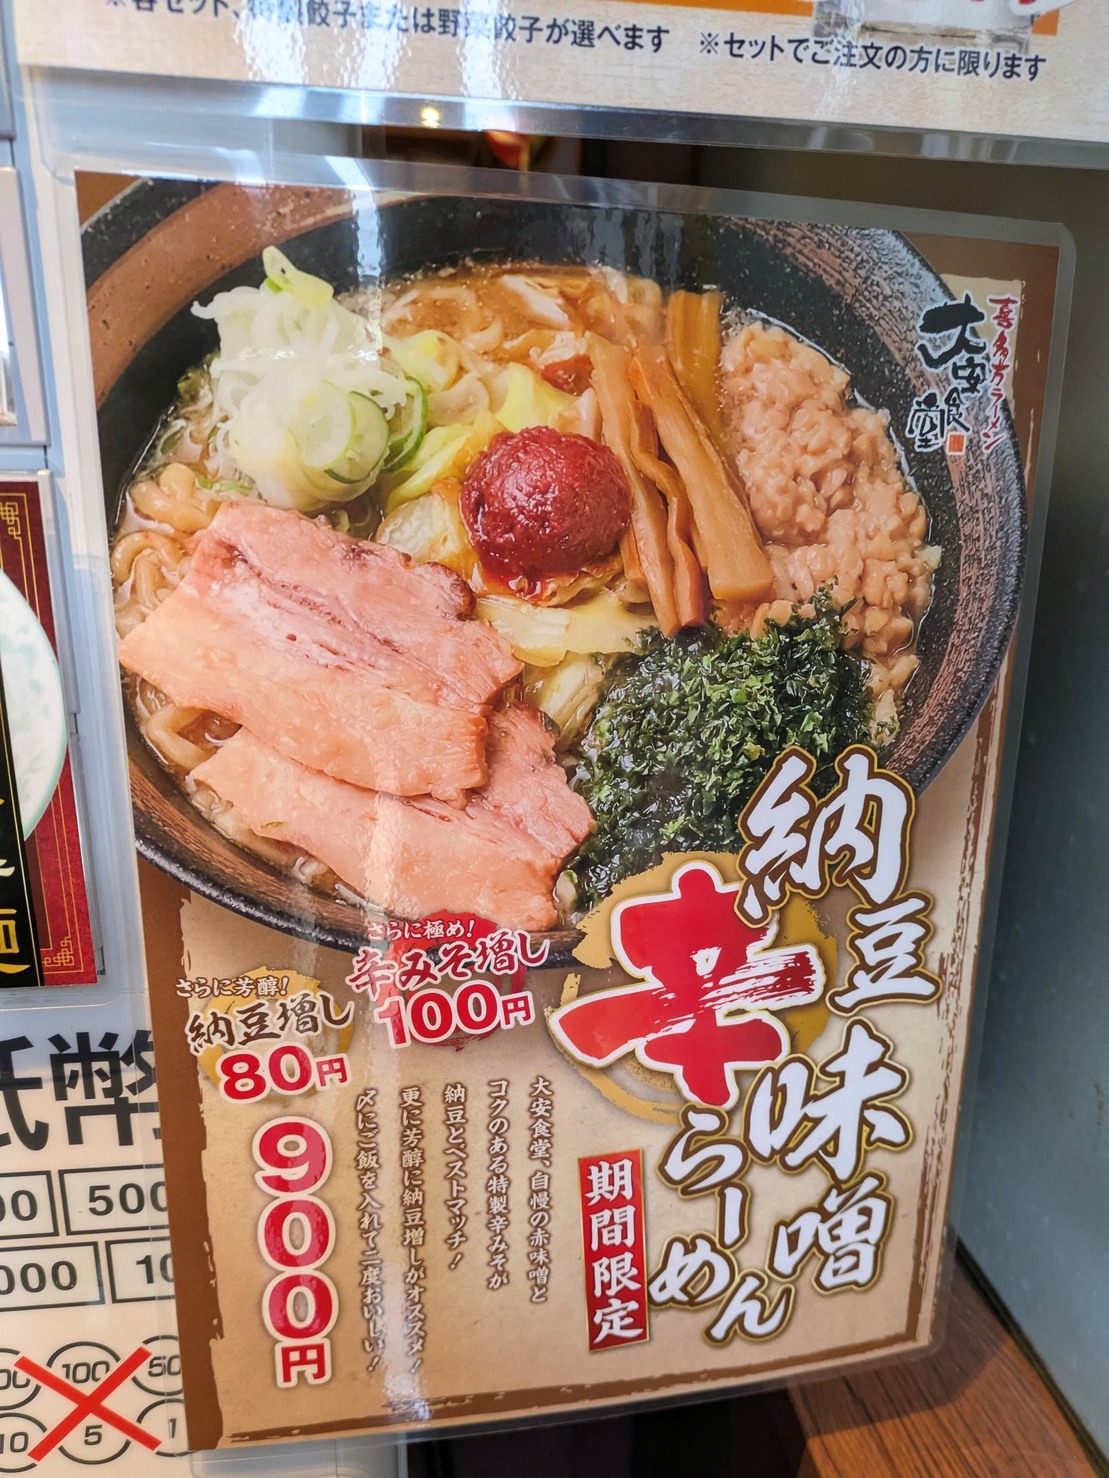 ※各セット、特製餃子または野菜餃子が選べます ※セットでご注文の方に限ります
喜多方ラーメン
大安食堂
納豆味噌
辛らーめん
期間限定
さらに極め!
辛みそ増し
100円
さらに芳醇!
納豆増し
80円
大安食堂、自慢の赤味噌と
コクのある特製辛みそが
納豆とベストマッチ!
更に芳醇に納豆増しがオススメ!
〆にご飯を入れて二度おいしい!
900円
氏幣
00
500
000
10
00
100
50
10
5
1
麺